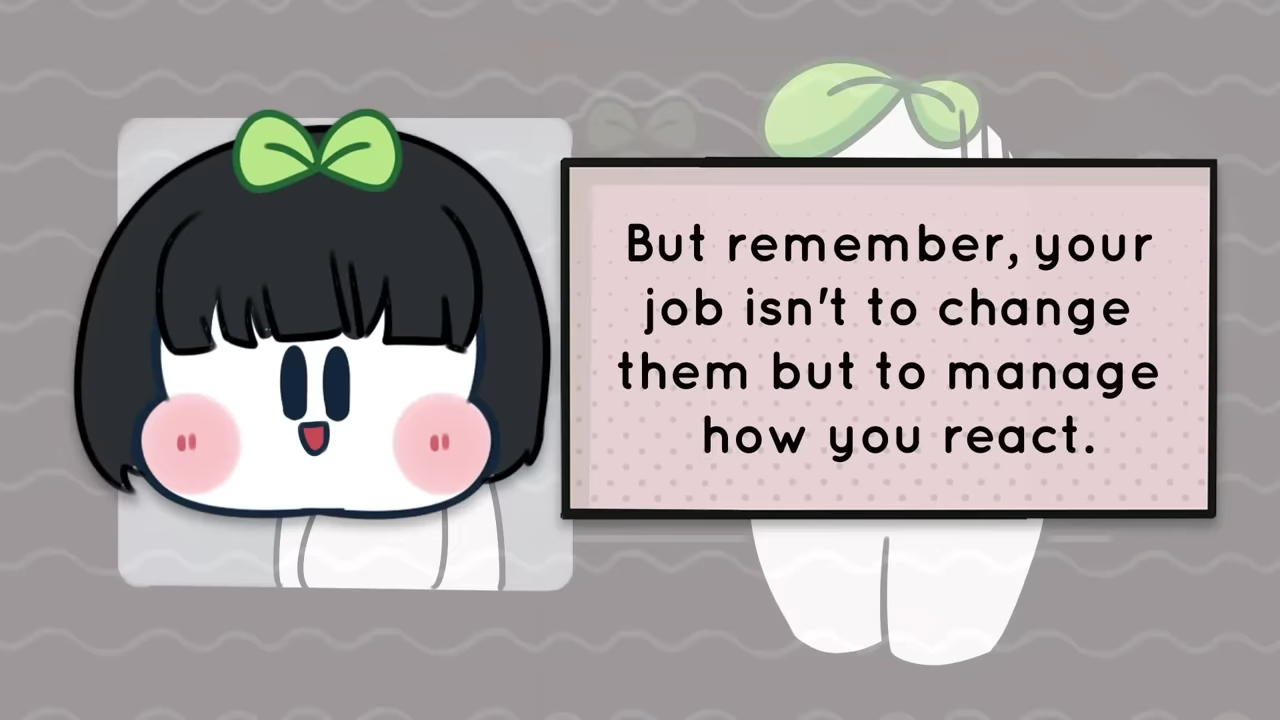 But remember, your
job isn't to change
them but to manage
how you react.